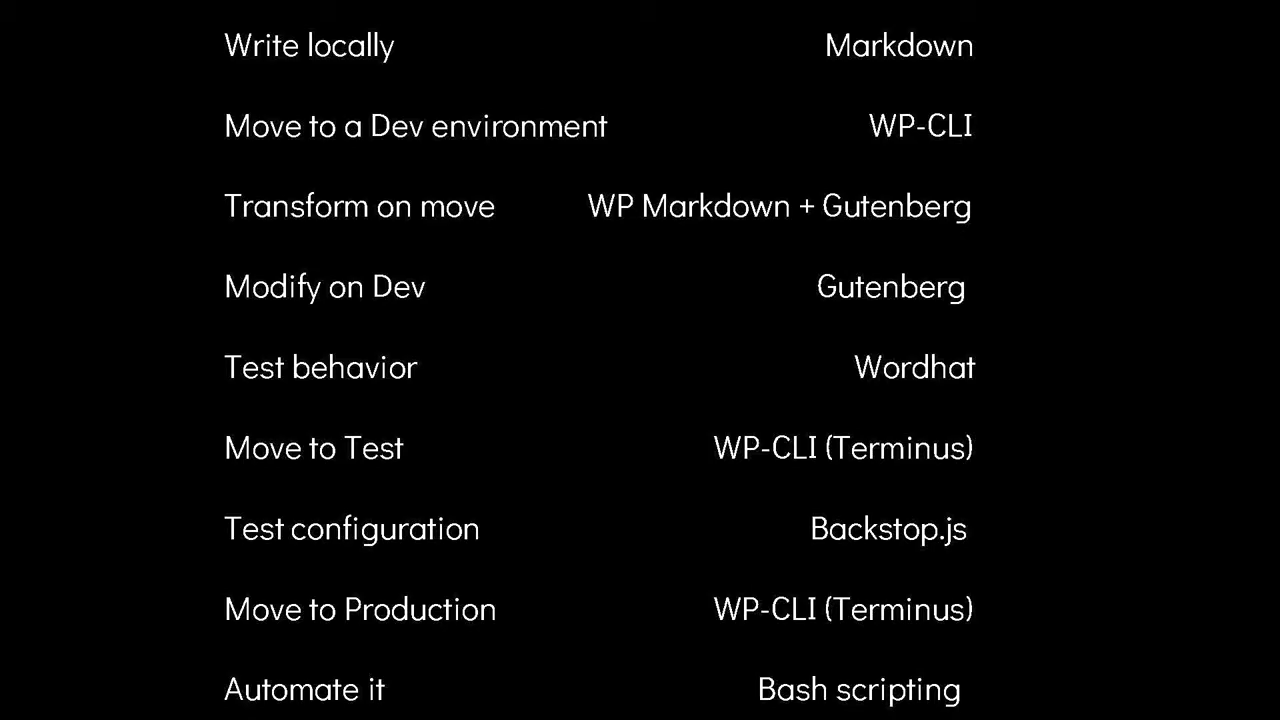 Write locally Markdown
Move to a Dev environment WP-CLI
Transform on move WP Markdown + Gutenberg
Modify on Dev Gutenberg
Test behavior Wordhat
Move to Test WP-CLI (Terminus)
Test configuration Backstop.js
Move to Production WP-CLI (Terminus)
Automate it Bash scripting